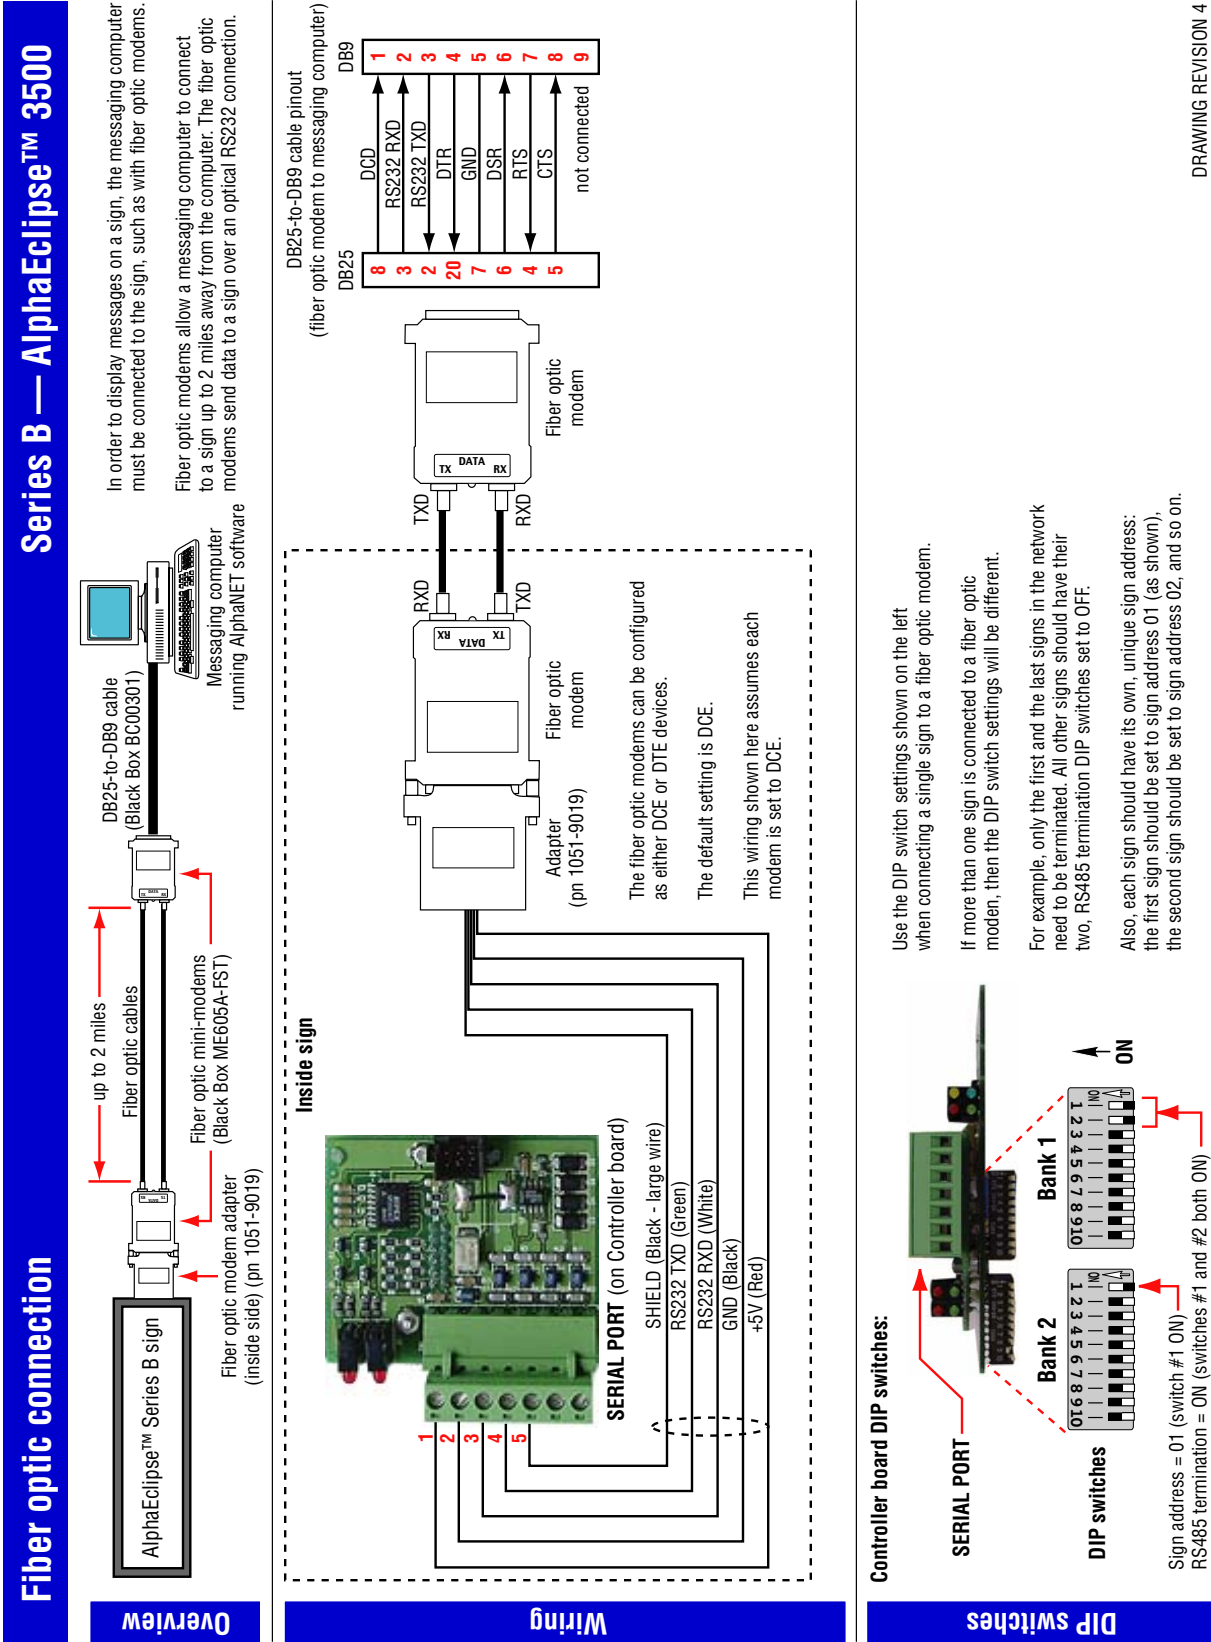 Fiber optic connection
Series B — AlphaEclipse™ 3500
Overview
AlphaEclipse™ Series B sign
up to 2 miles
Fiber optic cables
Fiber optic modem adapter
(inside side) (pn 1051-9019)
Fiber optic mini-modems
(Black Box ME605A-FST)
RX
DATA
TX
TX
DATA
RX
DB25-to-DB9 cable
(Black Box BC00301)
Messaging computer
running AlphaNET software
In order to display messages on a sign, the messaging computer
must be connected to the sign, such as with fiber optic modems.
Fiber optic modems allow a messaging computer to connect
to a sign up to 2 miles away from the computer. The fiber optic
modems send data to a sign over an optical RS232 connection.
Wiring
Inside sign
1
2
3
4
5
SERIAL PORT (on Controller board)
SHIELD (Black - large wire)
RS232 TXD (Green)
RS232 RXD (White)
GND (Black)
+5V (Red)
Adapter
(pn 1051-9019)
Fiber optic
modem
RX
DATA
TX
RXD
TXD
TXD
RXD
TX
DATA
RX
Fiber optic
modem
The fiber optic modems can be configured
as either DCE or DTE devices.
The default setting is DCE.
This wiring shown here assumes each
modem is set to DCE.
DB25-to-DB9 cable pinout
(fiber optic modem to messaging computer)
DB25
DB9
8 DCD 1
3 RS232 RXD 2
2 RS232 TXD 3
20 DTR 4
7 GND 5
6 DSR 6
4 RTS 7
5 CTS 8
not connected 9
DIP switches
Controller board DIP switches:
SERIAL PORT
DIP switches
Bank 2
Bank 1
ON
1 2 3 4 5 6 7 8 9 10
ON
1 2 3 4 5 6 7 8 9 10
ON
Sign address = 01 (switch #1 ON)
RS485 termination = ON (switches #1 and #2 both ON)
Use the DIP switch settings shown on the left
when connecting a single sign to a fiber optic modem.
If more than one sign is connected to a fiber optic
moden, then the DIP switch settings will be different.
For example, only the first and the last signs in the network
need to be terminated. All other signs should have their
two, RS485 termination DIP switches set to OFF.
Also, each sign should have its own, unique sign address:
the first sign should be set to sign address 01 (as shown),
the second sign should be set to sign address 02, and so on.
DRAWING REVISION 4